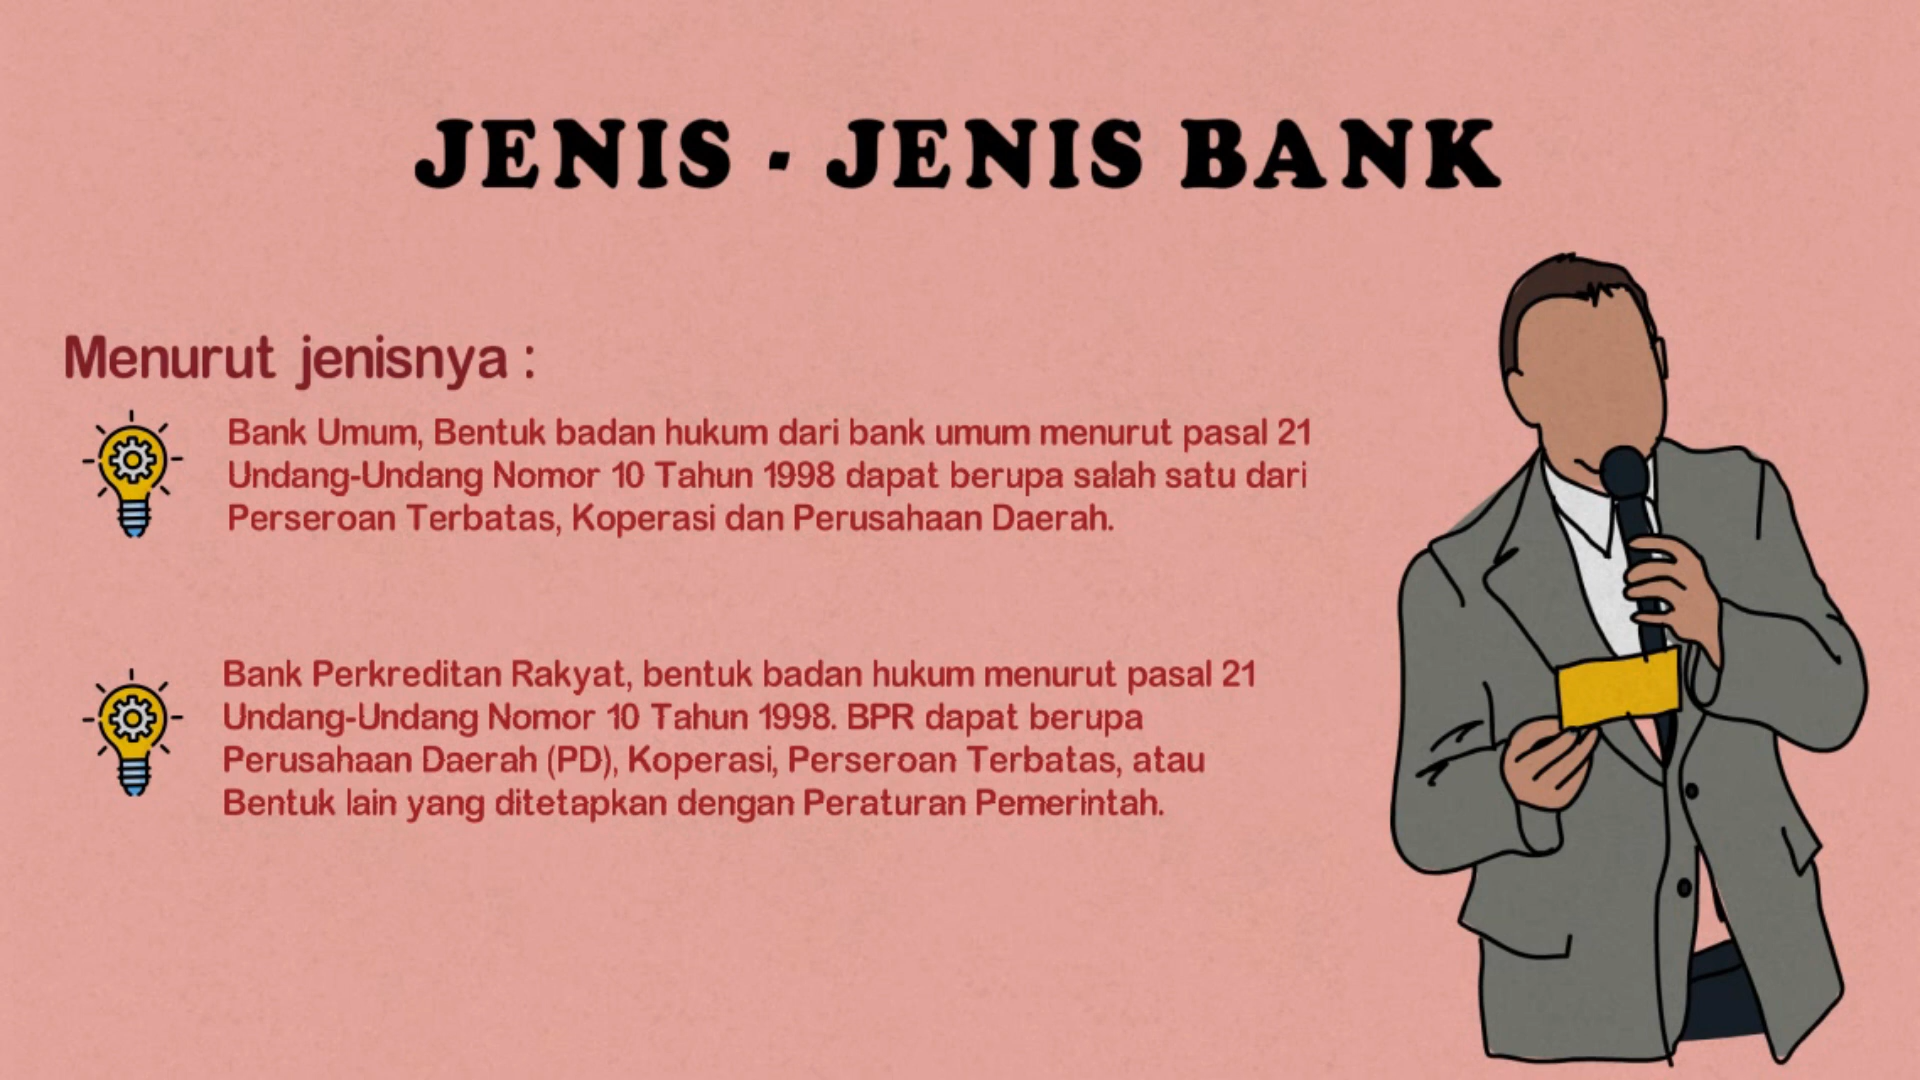 JENIS - JENIS BANK
Menurut jenisnya :
Bank Umum, Bentuk badan hukum dari bank umum menurut pasal 21
Undang-Undang Nomor 10 Tahun 1998 dapat berupa salah satu dari
Perseroan Terbatas, Koperasi dan Perusahaan Daerah.
Bank Perkreditan Rakyat, bentuk badan hukum menurut pasal 21
Undang-Undang Nomor 10 Tahun 1998. BPR dapat berupa
Perusahaan Daerah (PD), Koperasi, Perseroan Terbatas, atau
Bentuk lain yang ditetapkan dengan Peraturan Pemerintah.